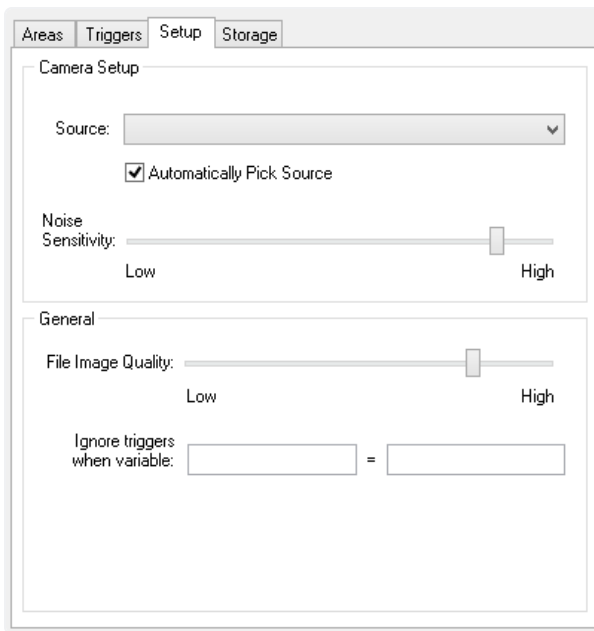 Areas Triggers Setup Storage
Camera Setup
Source:
Automatically Pick Source
Noise
Sensitivity:
Low High
General
File Image Quality:
Low High
Ignore triggers
when variable: =